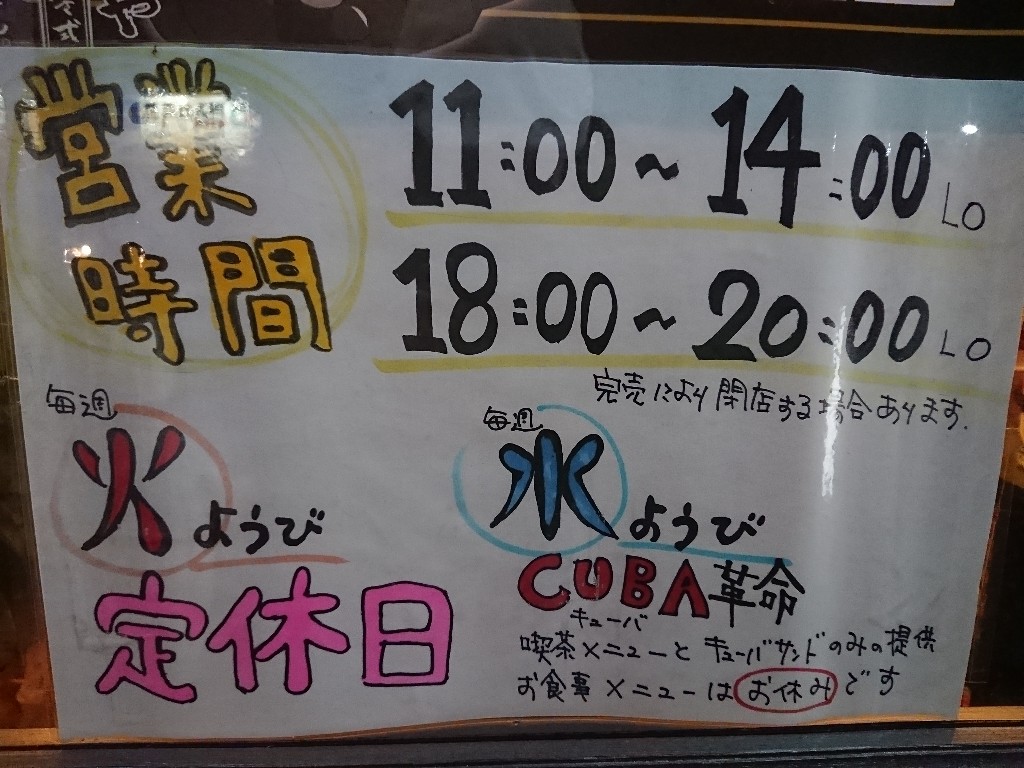 営業
時間
11:00~14:00 LO
18:00~20:00 LO
完売により閉店する場合あります.
毎週
火ようび
定休日
毎週
水ようび
CUBA革命
キューバ
喫茶メニューとキューバサンドのみの提供
お食事メニューはお休みです